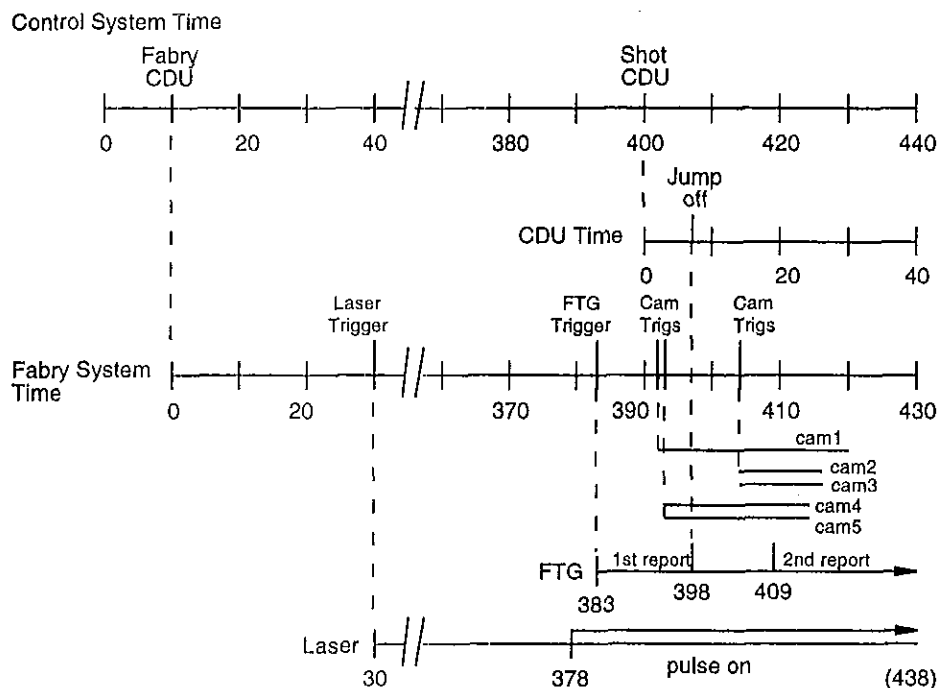 Control System Time
Fabry
CDU
Shot
CDU
0 20 40 380 400 420 440
Jump
off
CDU Time
0 20 40
Laser
Trigger
FTG
Trigger
Cam
Trigs
Cam
Trigs
Fabry System
Time
0 20 370 390 410 430
cam1
cam2
cam3
cam4
cam5
FTG
1st report
2nd report
383 398 409
Laser
pulse on
30 378 (438)